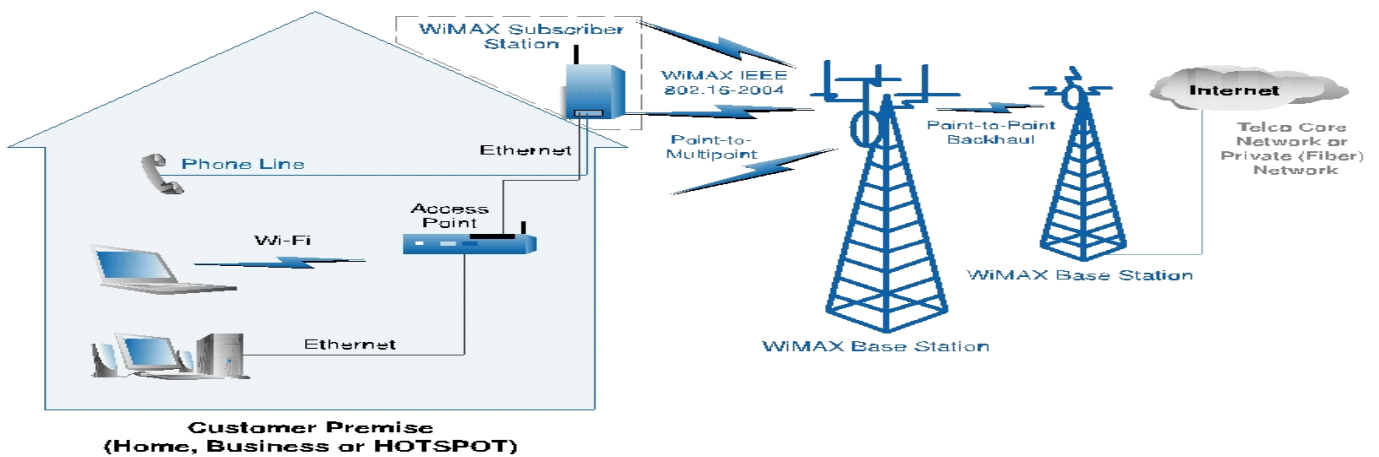 WiMAX Subscriber
Station
WiMAX IEEE
802.16-2004
Internet
Point-to-Point
Backhaul
Telco Core
Network or
Private (Fiber)
Network
Point-to-
Multipoint
Ethernet
Phone Line
Access
Point
Wi-Fi
WiMAX Base Station
Ethernet
WiMAX Base Station
Customer Premise
(Home, Business or HOTSPOT)